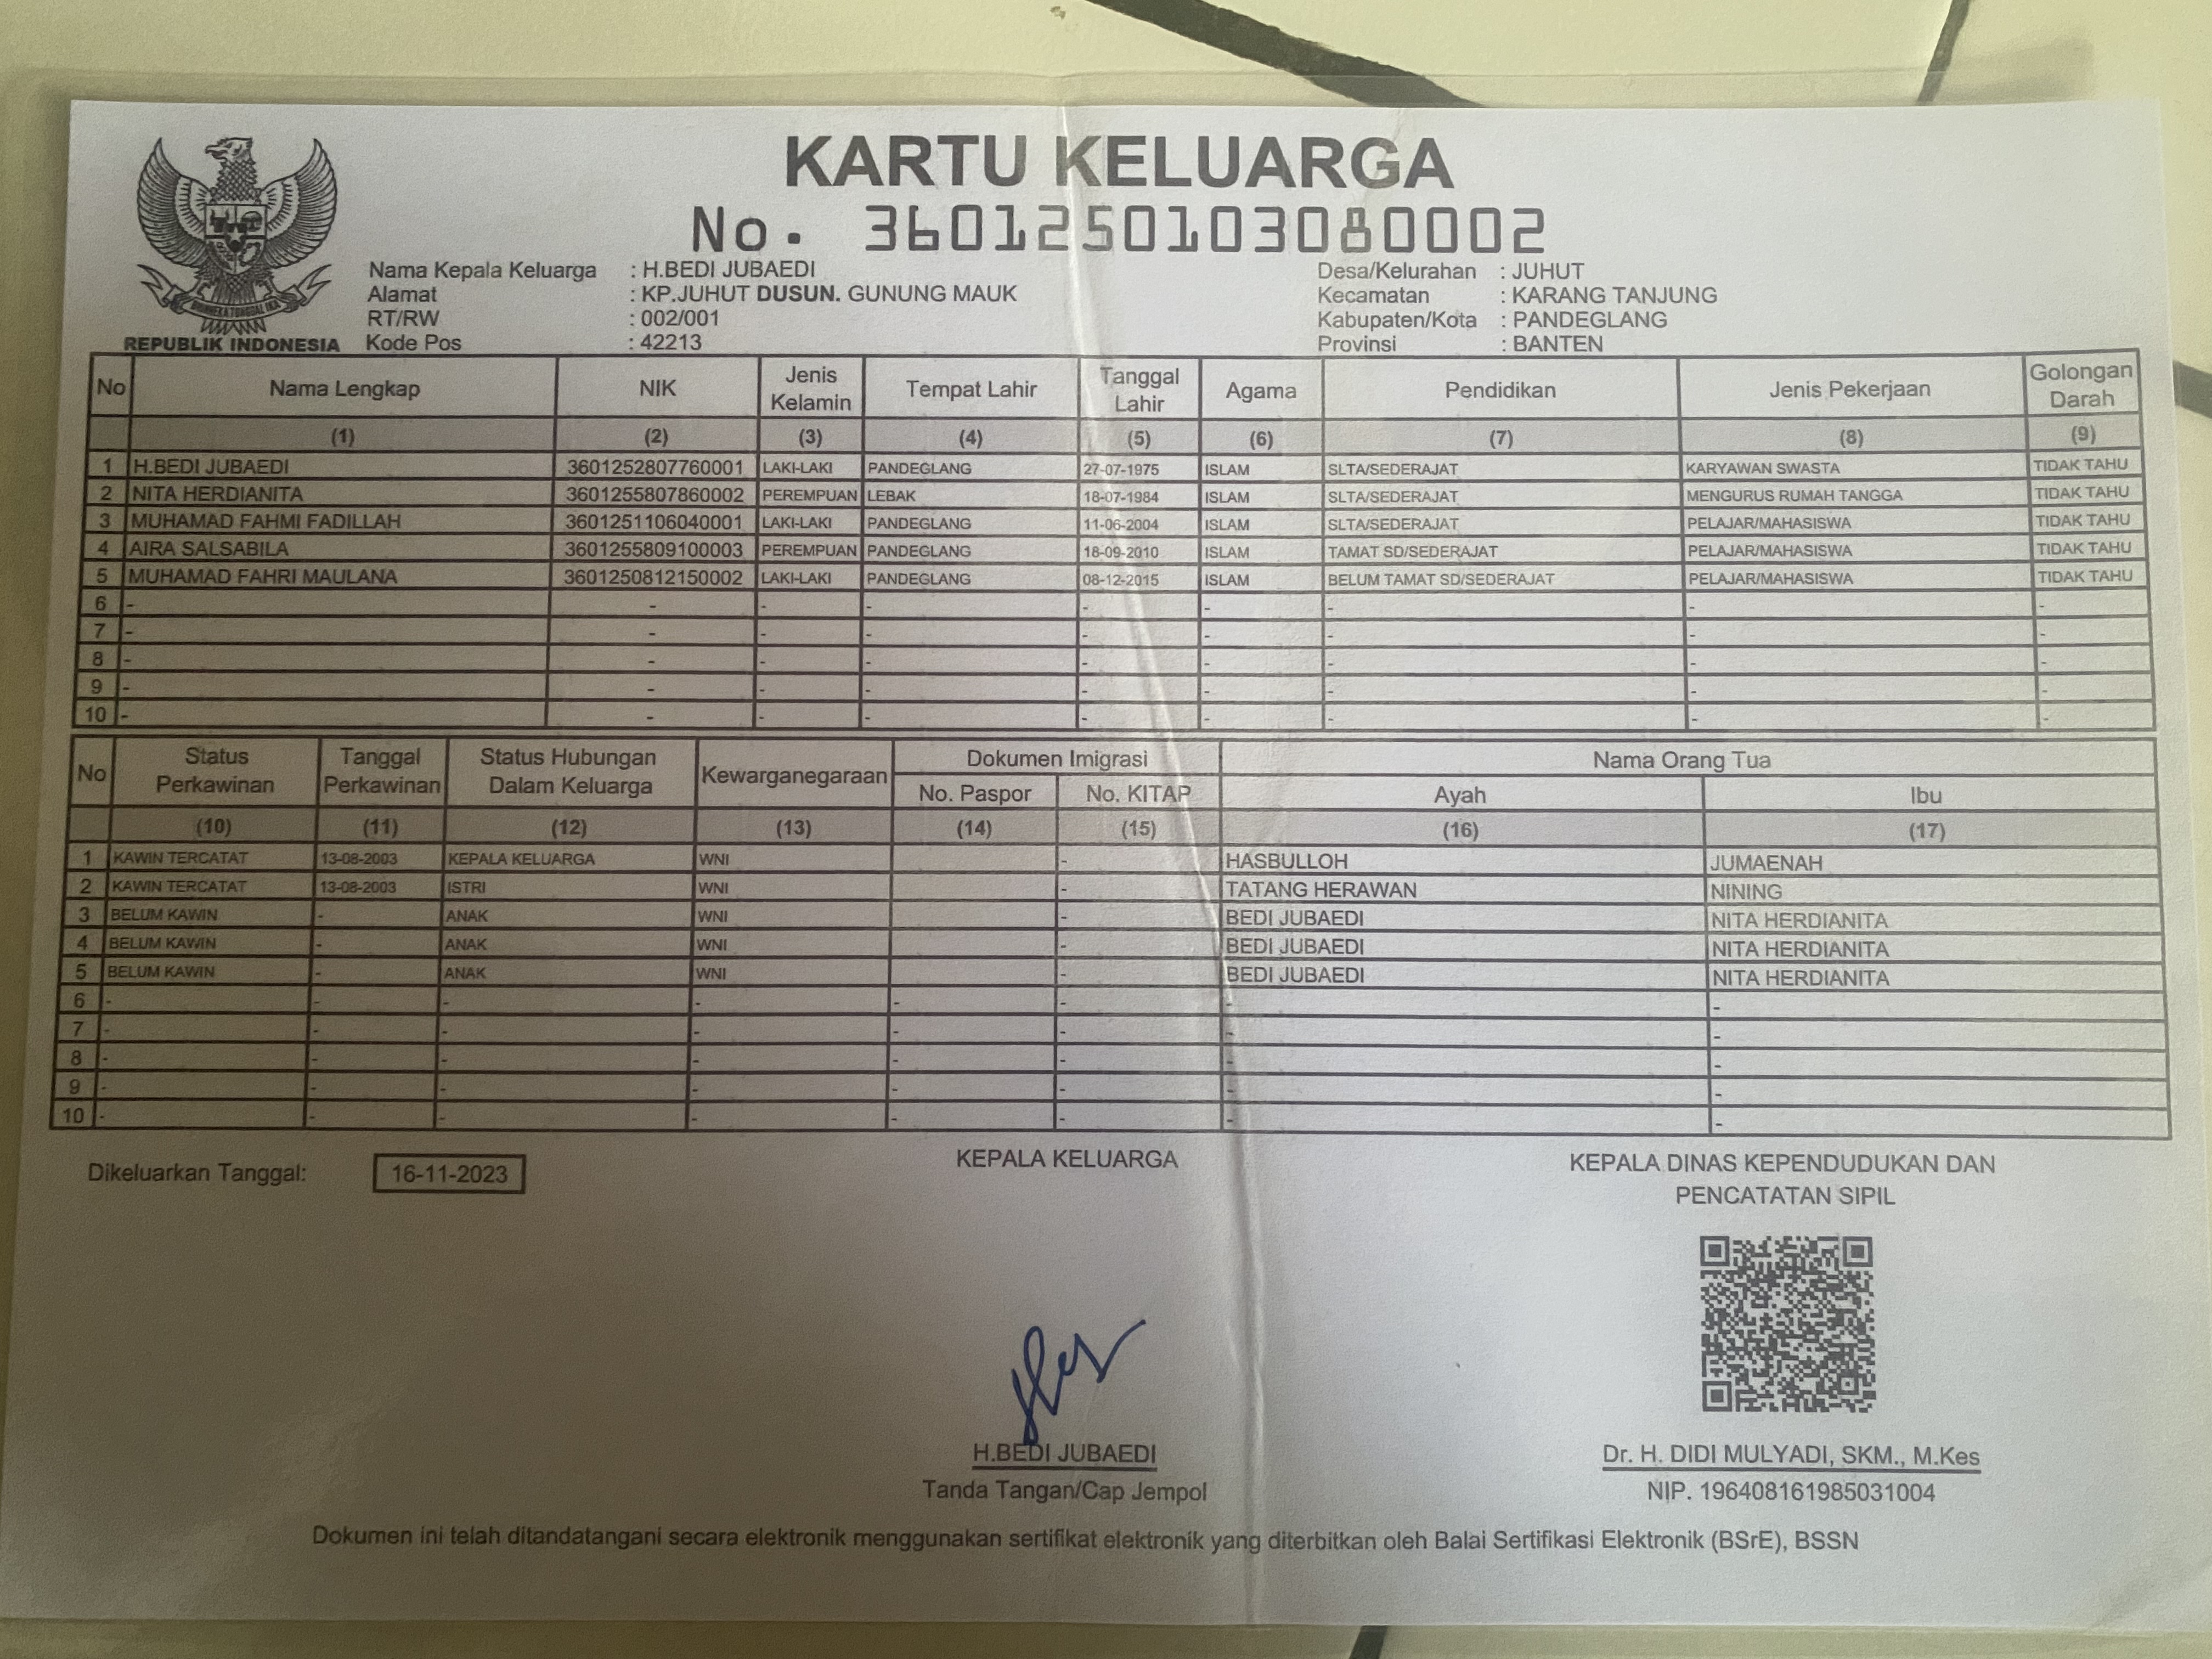 KARTU KELUARGA
No. 3601250103080002
REPUBLIK INDONESIA
Nama Kepala Keluarga : H.BEDI JUBAEDI
Alamat : KP.JUHUT DUSUN. GUNUNG MAUK
RT/RW : 002/001
Kode Pos : 42213
Desa/Kelurahan : JUHUT
Kecamatan : KARANG TANJUNG
Kabupaten/Kota : PANDEGLANG
Provinsi : BANTEN
No Nama Lengkap NIK Jenis Kelamin Tempat Lahir Tanggal Lahir Agama Pendidikan Jenis Pekerjaan Golongan Darah
(1) (2) (3) (4) (5) (6) (7) (8) (9)
1 H.BEDI JUBAEDI 3601252807760001 LAKI-LAKI PANDEGLANG 27-07-1975 ISLAM SLTA/SEDERAJAT KARYAWAN SWASTA TIDAK TAHU
2 NITA HERDIANITA 3601255807860002 PEREMPUAN LEBAK 18-07-1984 ISLAM SLTA/SEDERAJAT MENGURUS RUMAH TANGGA TIDAK TAHU
3 MUHAMAD FAHMI FADILLAH 3601251106040001 LAKI-LAKI PANDEGLANG 11-06-2004 ISLAM SLTA/SEDERAJAT PELAJAR/MAHASISWA TIDAK TAHU
4 AIRA SALSABILA 3601255809100003 PEREMPUAN PANDEGLANG 18-09-2010 ISLAM TAMAT SD/SEDERAJAT PELAJAR/MAHASISWA TIDAK TAHU
5 MUHAMAD FAHRI MAULANA 3601250812150002 LAKI-LAKI PANDEGLANG 08-12-2015 ISLAM BELUM TAMAT SD/SEDERAJAT PELAJAR/MAHASISWA TIDAK TAHU
6 - - - - - - - - -
7 - - - - - - - - -
8 - - - - - - - - -
9 - - - - - - - - -
10 - - - - - - - - -
No Status Perkawinan Tanggal Perkawinan Status Hubungan Dalam Keluarga Kewarganegaraan Dokumen Imigrasi Nama Orang Tua
No. Paspor No. KITAP Ayah Ibu
(10) (11) (12) (13) (14) (15) (16) (17)
1 KAWIN TERCATAT 13-08-2003 KEPALA KELUARGA WNI - HASBULLOH JUMAENAH
2 KAWIN TERCATAT 13-08-2003 ISTRI WNI - TATANG HERAWAN NINING
3 BELUM KAWIN - ANAK WNI - BEDI JUBAEDI NITA HERDIANITA
4 BELUM KAWIN - ANAK WNI - BEDI JUBAEDI NITA HERDIANITA
5 BELUM KAWIN - ANAK WNI - BEDI JUBAEDI NITA HERDIANITA
6 - - - - - - - -
7 - - - - - - - -
8 - - - - - - - -
9 - - - - - - - -
10 - - - - - - - -
Dikeluarkan Tanggal: 16-11-2023
KEPALA KELUARGA
H.BEDI JUBAEDI
Tanda Tangan/Cap Jempol
KEPALA DINAS KEPENDUDUKAN DAN
PENCATATAN SIPIL
Dr. H. DIDI MULYADI, SKM., M.Kes
NIP. 196408161985031004
Dokumen ini telah ditandatangani secara elektronik menggunakan sertifikat elektronik yang diterbitkan oleh Balai Sertifikasi Elektronik (BSrE), BSSN